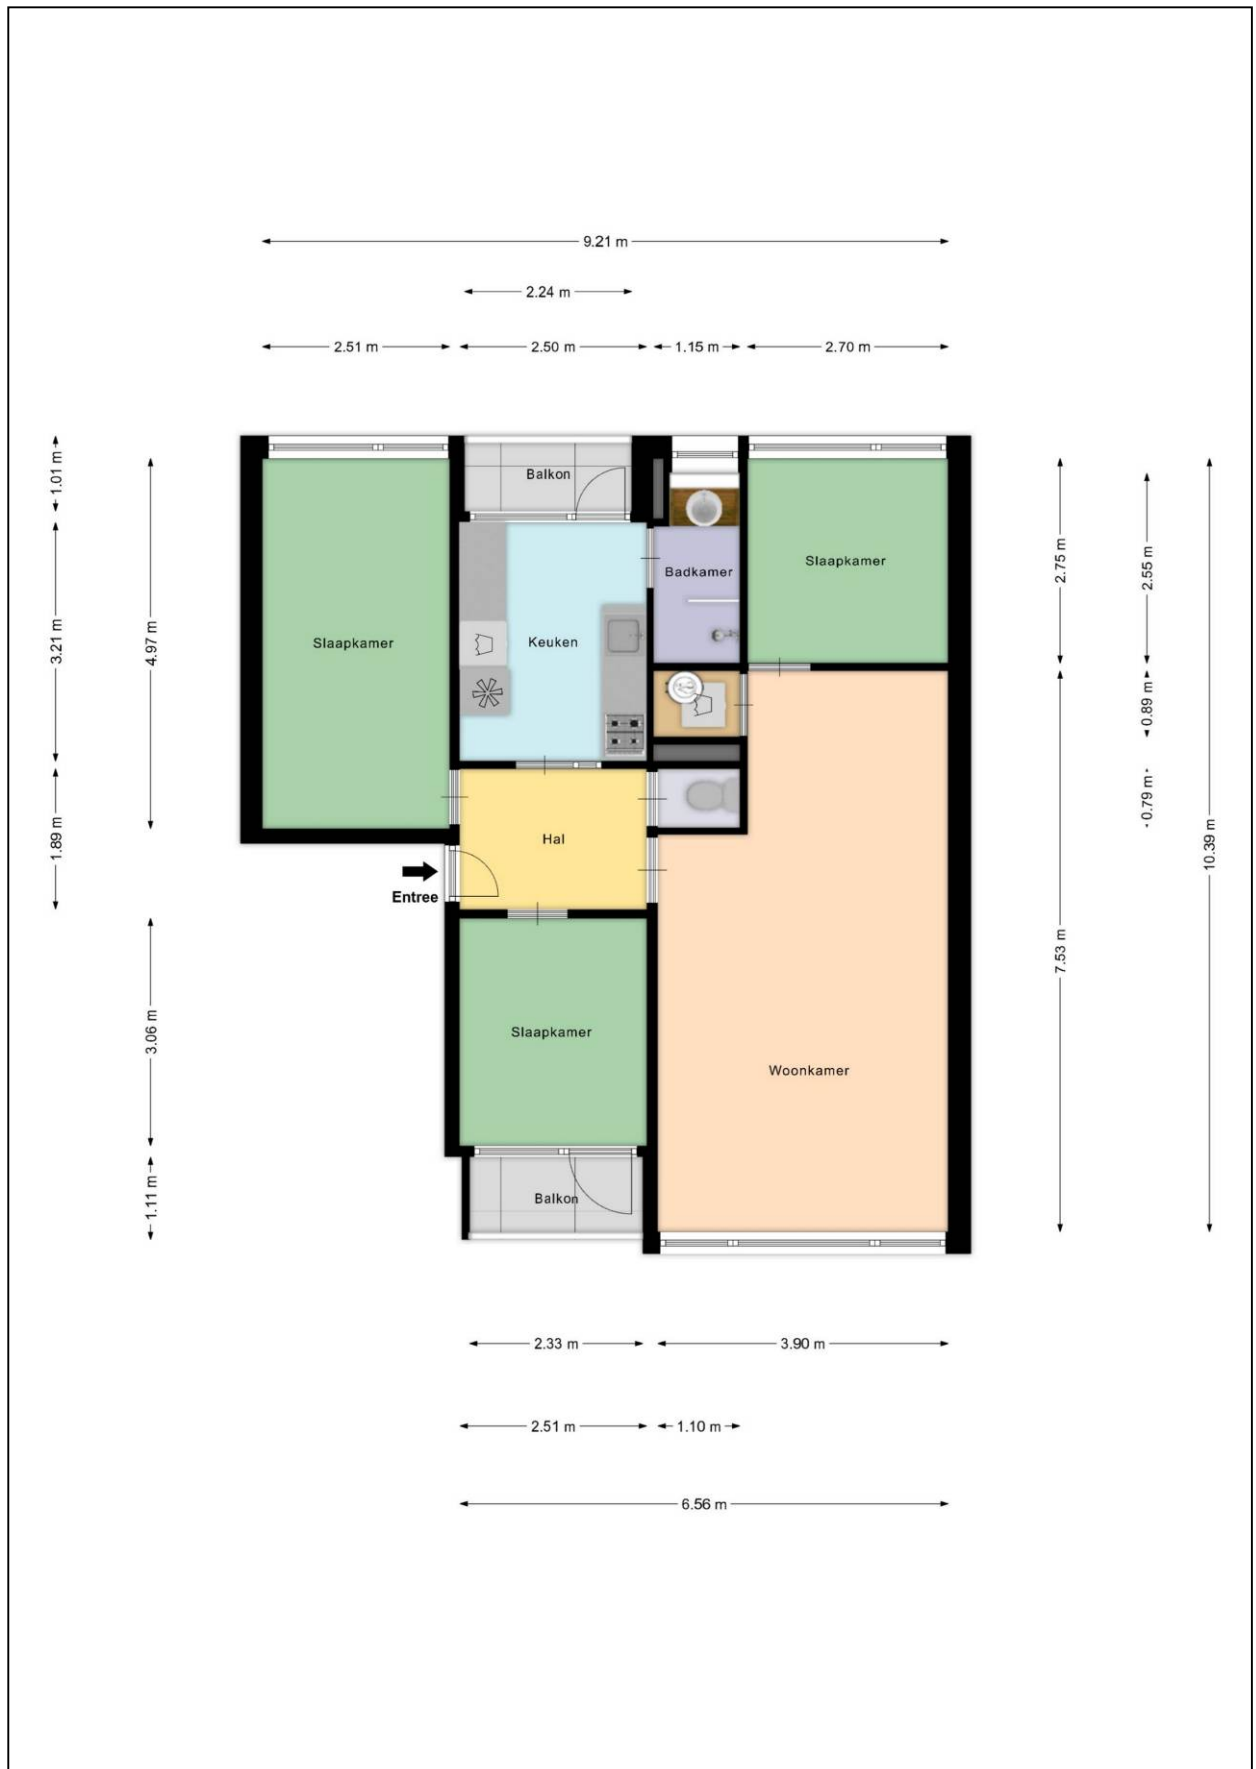 9.21 m
2.24 m
2.51 m
2.50 m
1.15 m
2.70 m
1.01 m
3.21 m
1.89 m
4.97 m
3.06 m
1.11 m
Balkon
Slaapkamer
Keuken
Badkamer
Slaapkamer
Hal
Entree
Slaapkamer
Woonkamer
Balkon
2.75 m
7.53 m
2.55 m
0.89 m
0.79 m
10.39 m
2.33 m
3.90 m
2.51 m
1.10 m
6.56 m